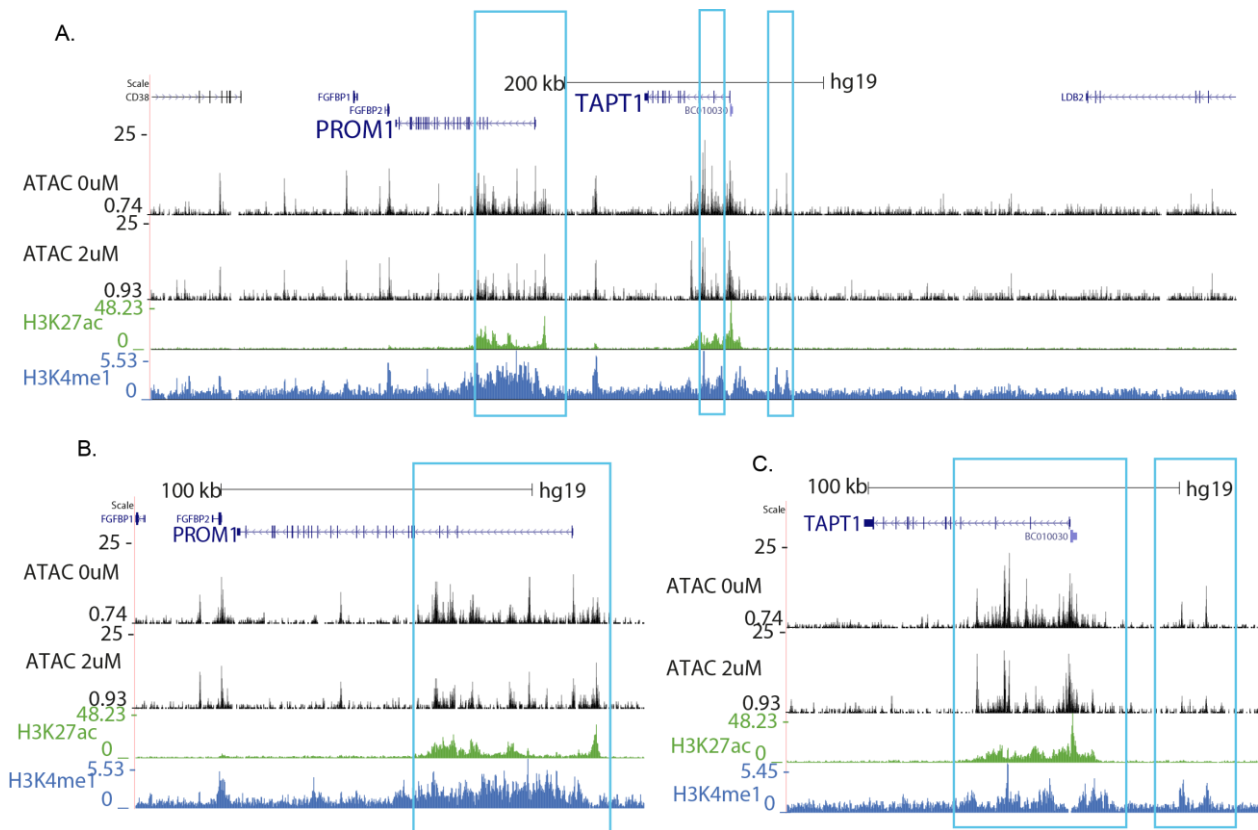 A.
200 kb hg19
Scale
CD38 FGFBP1 TAPT1 LDB2
FGFBP2 BC010030
PROM1
25 -
ATAC 0uM
0.74
25 -
ATAC 2uM
0.93
48.23 -
H3K27ac
0 _
5.53 -
H3K4me1
0 _
B.
100 kb hg19
Scale
FGFBP1 FGFBP2
PROM1
25 -
ATAC 0uM
0.74
25 -
ATAC 2uM
0.93
48.23 _
H3K27ac
0 _
5.53 -
H3K4me1
0 _
C.
100 kb hg19
Scale
TAPT1
BC010030
25 -
ATAC 0uM
0.74
25 -
ATAC 2uM
0.93
48.23 -
H3K27ac
0 _
5.45 -
H3K4me1
0 _